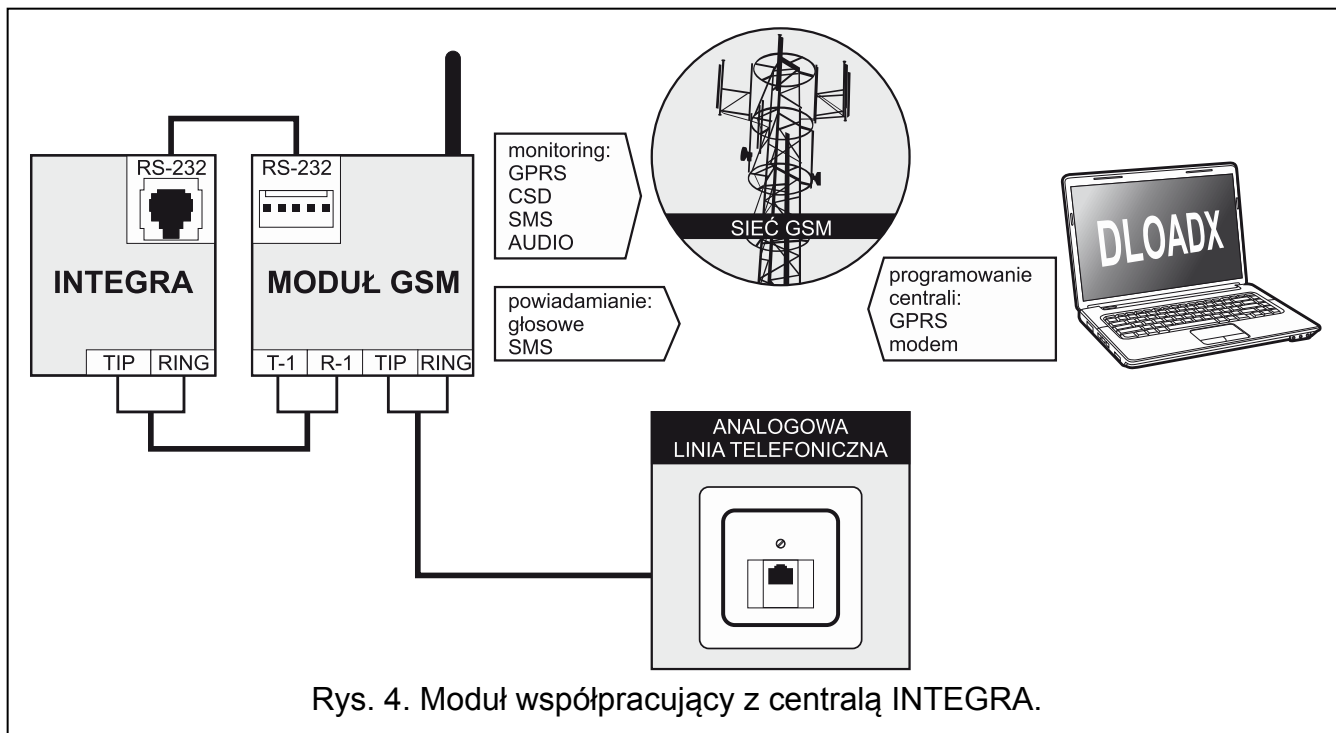 RS-232
RS-232
INTEGRA
MODUŁ GSM
TIP
RING
T-1
R-1
TIP
RING
monitoring:
GPRS
CSD
SMS
AUDIO
powiadamianie:
głosowe
SMS
SIEĆ GSM
programowanie
centrali:
GPRS
modem
DLOADX
ANALOGOWA
LINIA TELEFONICZNA
Rys. 4. Moduł współpracujący z centralą INTEGRA.